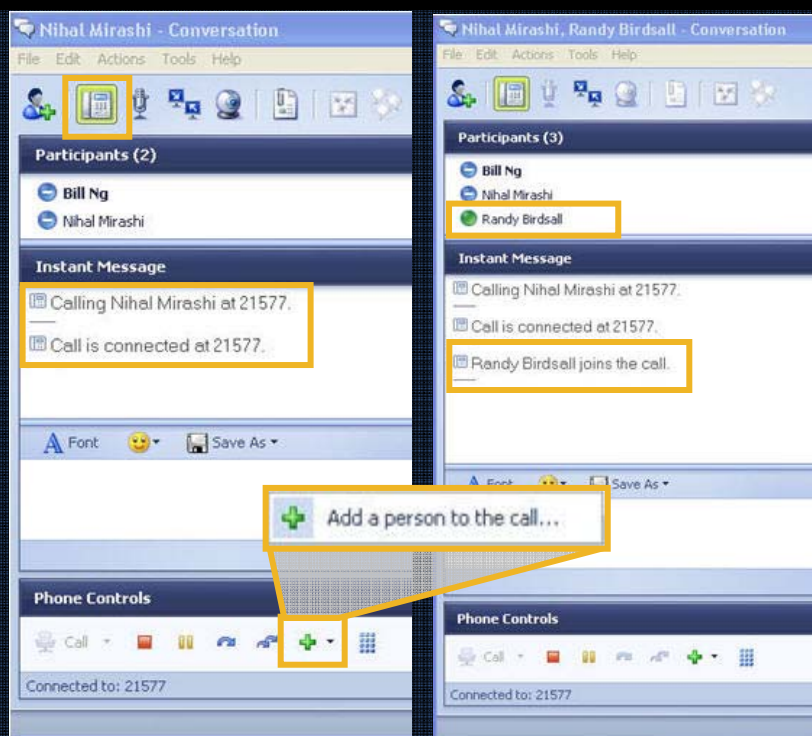 Nihal Mirashi - Conversation
File Edit Actions Tools Help
Participants (2)
Bill Ng
Nihal Mirashi
Instant Message
Calling Nihal Mirashi at 21577.
Call is connected at 21577.
Font Save As
Add a person to the call...
Phone Controls
Call
Connected to: 21577
Nihal Mirashi, Randy Birdsall - Conversation
File Edit Actions Tools Help
Participants (3)
Bill Ng
Nihal Mirashi
Randy Birdsall
Instant Message
Calling Nihal Mirashi at 21577.
Call is connected at 21577.
Randy Birdsall joins the call.
Font Save As
Phone Controls
Call
Connected to: 21577